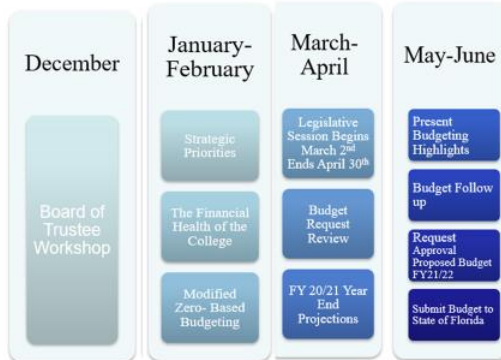 December
Board of
Trustee
Workshop
January-
February
Strategic
Priorities
The Financial
Health of the
College
Modified
Zero- Based
Budgeting
March-
April
Legislative
Session Begins
March 2nd
Ends April 30th
Budget
Request
Review
FY 20/21 Year
End
Projections
May-June
Present
Budgeting
Highlights
Budget Follow
up
Request
Approval
Proposed Budget
FY21/22
Submit Budget to
State of Florida